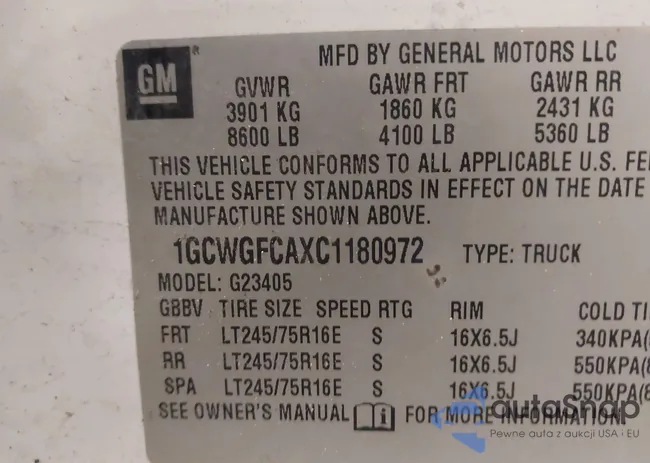 GM
MFD BY GENERAL MOTORS LLC
GVWR GAWR FRT GAWR RR
3901 KG 1860 KG 2431 KG
8600 LB 4100 LB 5360 LB
THIS VEHICLE CONFORMS TO ALL APPLICABLE U.S. FE
VEHICLE SAFETY STANDARDS IN EFFECT ON THE DATE
MANUFACTURE SHOWN ABOVE.
1GCWGFCAXC1180972 TYPE: TRUCK
MODEL: G23405
GBBV TIRE SIZE SPEED RTG RIM COLD TI
FRT LT245/75R16E S 16X6.5J 340KPA(
RR LT245/75R16E S 16X6.5J 550KPA(8
SPA LT245/75R16E S 16X6.5J 550KPA(8
SEE OWNER'S MANUAL FOR MORE INFORMATION.
autoSnap
Pewne auta z aukcji USA i EU